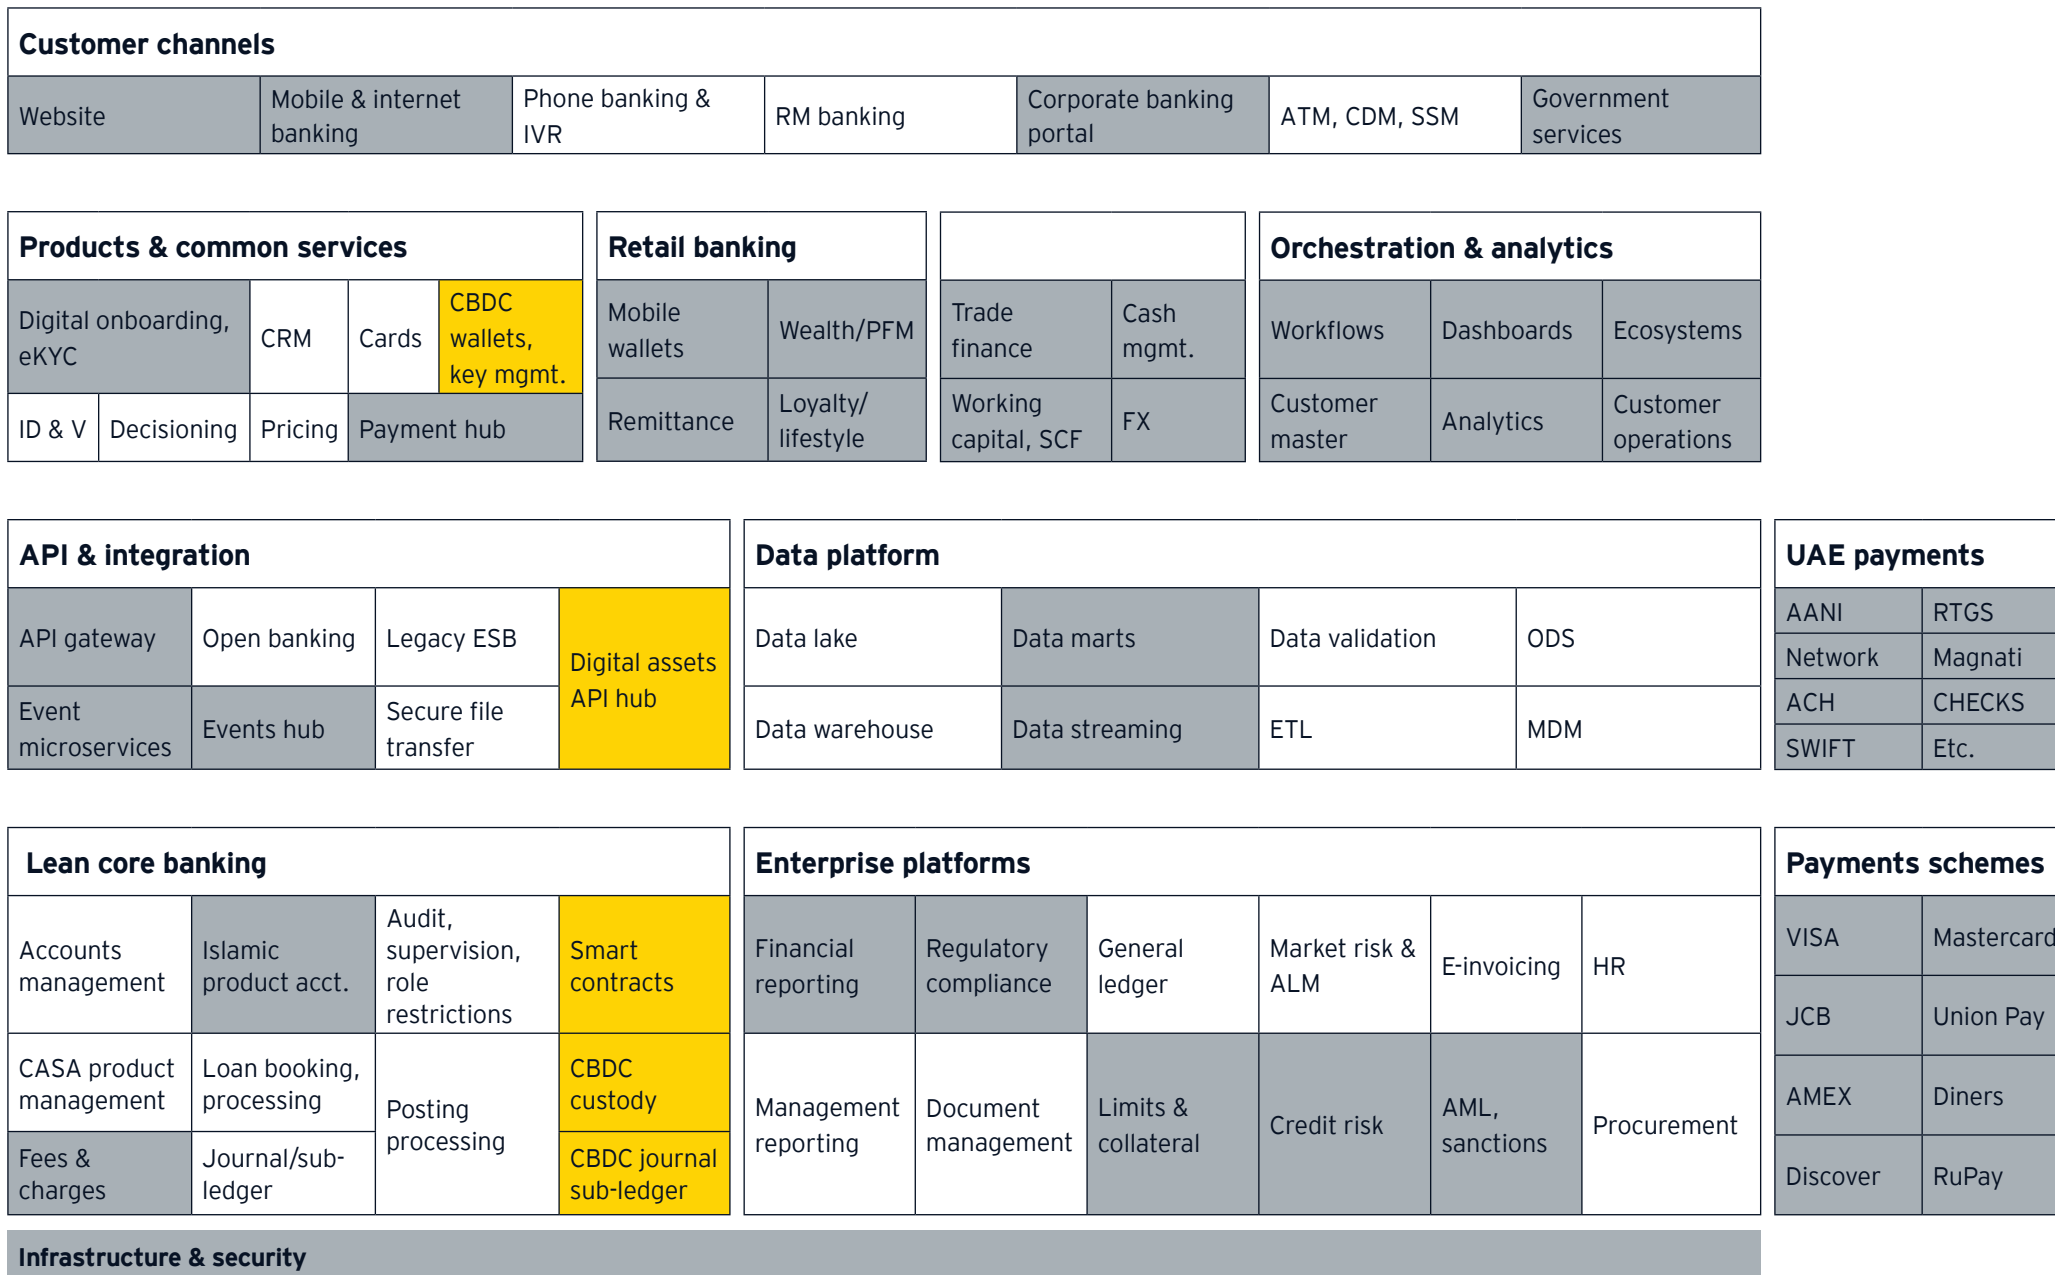 Customer channels
Website
Mobile & internet
banking
Phone banking &
IVR
RM banking
Corporate banking
portal
ATM, CDM, SSM
Government
services
Products & common services
Digital onboarding,
eKYC
CRM
Cards
CBDC
wallets,
key mgmt.
ID & V
Decisioning
Pricing
Payment hub
Retail banking
Mobile
wallets
Wealth/PFM
Remittance
Loyalty/
lifestyle
Trade
finance
Cash
mgmt.
Working
capital, SCF
FX
Orchestration & analytics
Workflows
Dashboards
Ecosystems
Customer
master
Analytics
Customer
operations
API & integration
API gateway
Open banking
Legacy ESB
Digital assets
API hub
Event
microservices
Events hub
Secure file
transfer
Data platform
Data lake
Data marts
Data validation
ODS
Data warehouse
Data streaming
ETL
MDM
UAE payments
AANI
RTGS
Network
Magnati
ACH
CHECKS
SWIFT
Etc.
Lean core banking
Accounts
management
Islamic
product acct.
Audit,
supervision,
role
restrictions
Smart
contracts
CASA product
management
Loan booking,
processing
Posting
processing
CBDC
custody
Fees &
charges
Journal/sub-
ledger
CBDC journal
sub-ledger
Enterprise platforms
Financial
reporting
Regulatory
compliance
General
ledger
Market risk &
ALM
E-invoicing
HR
Management
reporting
Document
management
Limits &
collateral
Credit risk
AML,
sanctions
Procurement
Payments schemes
VISA
Mastercard
JCB
Union Pay
AMEX
Diners
Discover
RuPay
Infrastructure & security